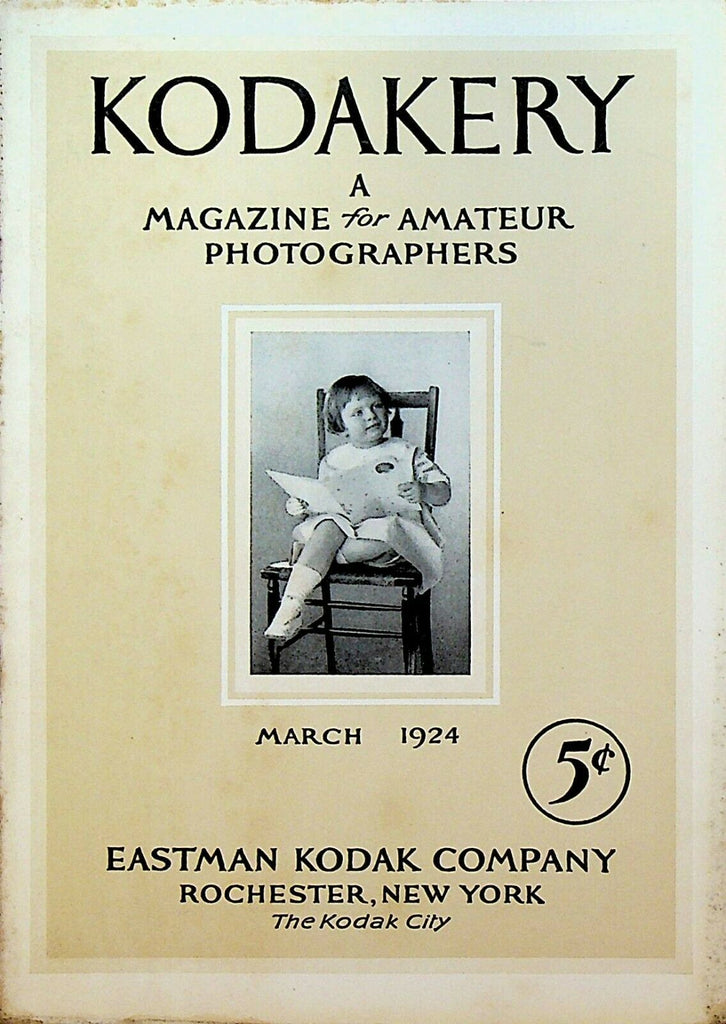 KODAKERY
A
MAGAZINE for AMATEUR
PHOTOGRAPHERS
MARCH 1924
5¢
EASTMAN KODAK COMPANY
ROCHESTER, NEW YORK
The Kodak City